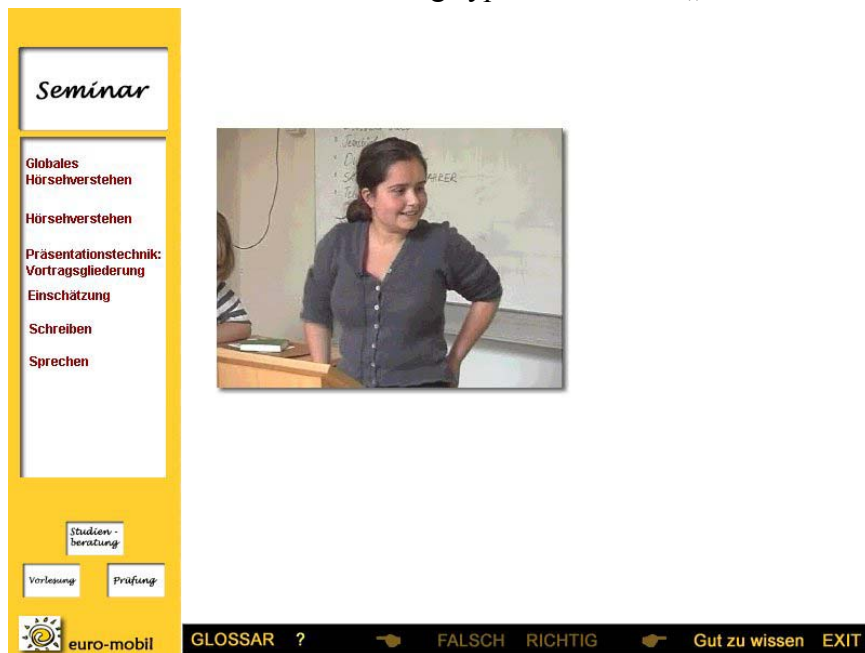 Seminar
Globales
Hörsehverstehen
Hörsehverstehen
Präsentationstechnik:
Vortragsgliederung
Einschätzung
Schreiben
Sprechen
Studien-
beratung
Vorlesung Prüfung
euro-mobil
GLOSSAR ? FALSCH RICHTIG Gut zu wissen EXIT